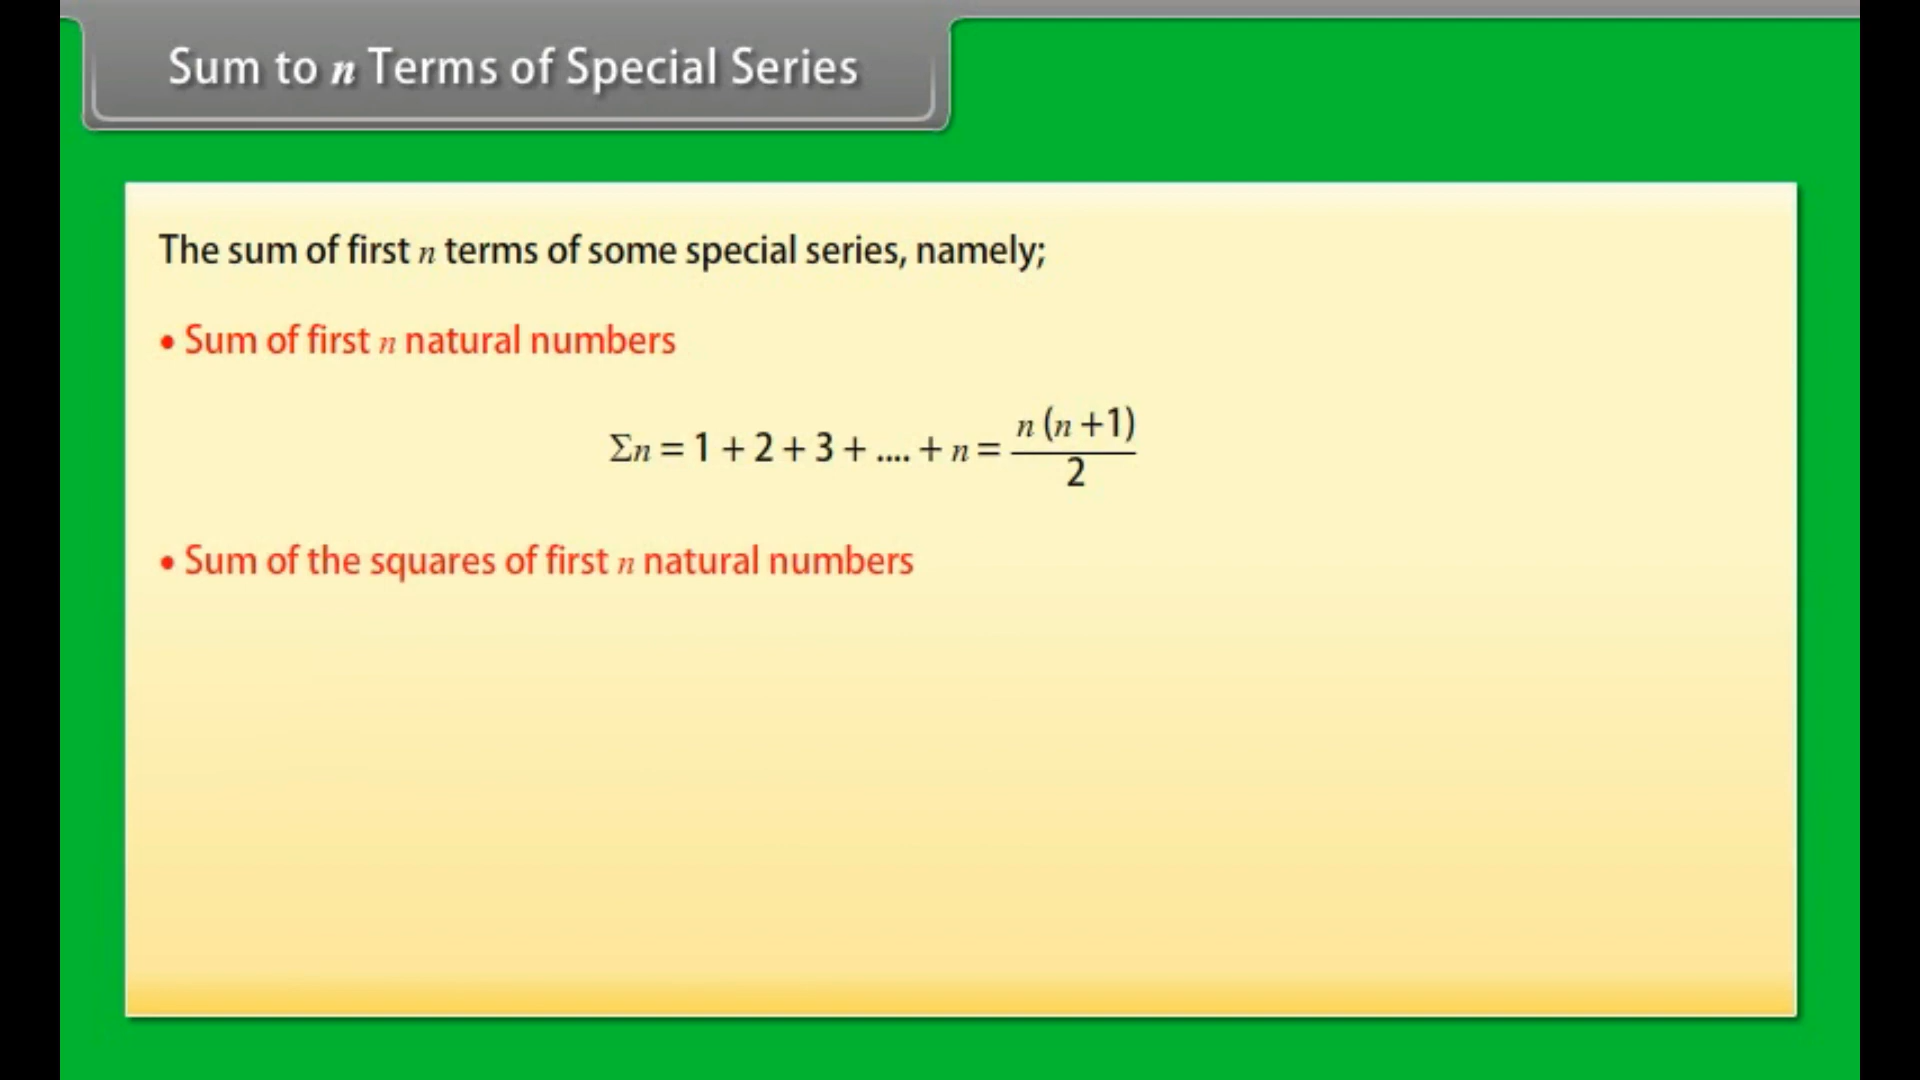 Sum to n Terms of Special Series
The sum of first n terms of some special series, namely;
• Sum of first n natural numbers
Σn = 1 + 2 + 3 + .... + n = n (n +1) / 2
• Sum of the squares of first n natural numbers